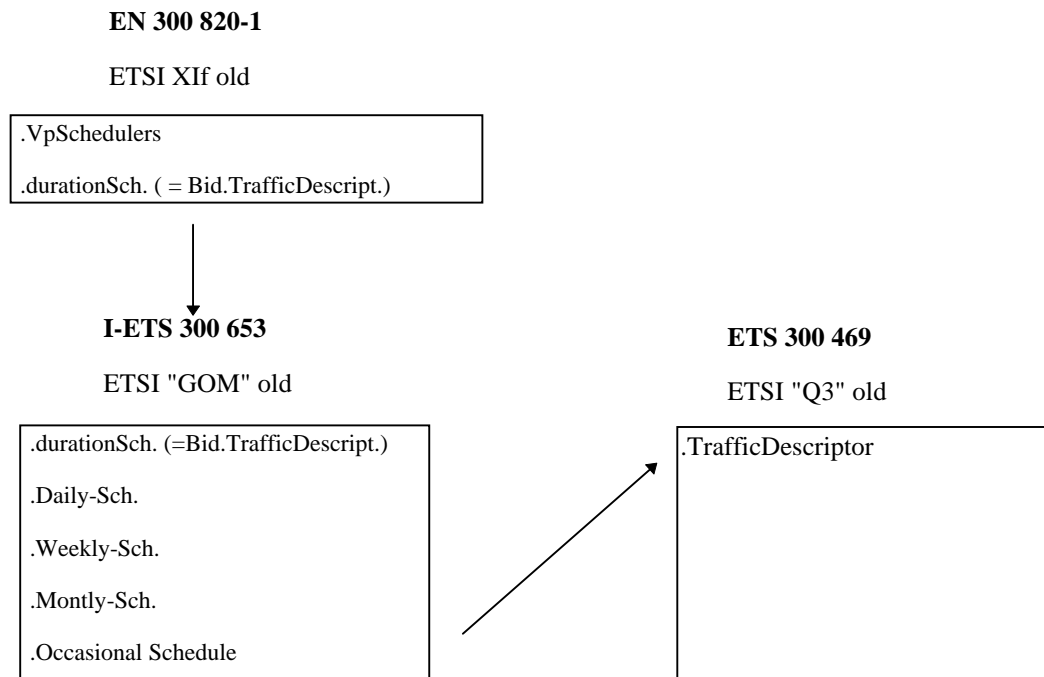 EN 300 820-1
ETSI XIf old
.VpSchedulers
.durationSch. ( = Bid.TrafficDescript.)
I-ETS 300 653
ETSI "GOM" old
.durationSch. (=Bid.TrafficDescript.)
.Daily-Sch.
.Weekly-Sch.
.Montly-Sch.
.Occasional Schedule
ETS 300 469
ETSI "Q3" old
.TrafficDescriptor